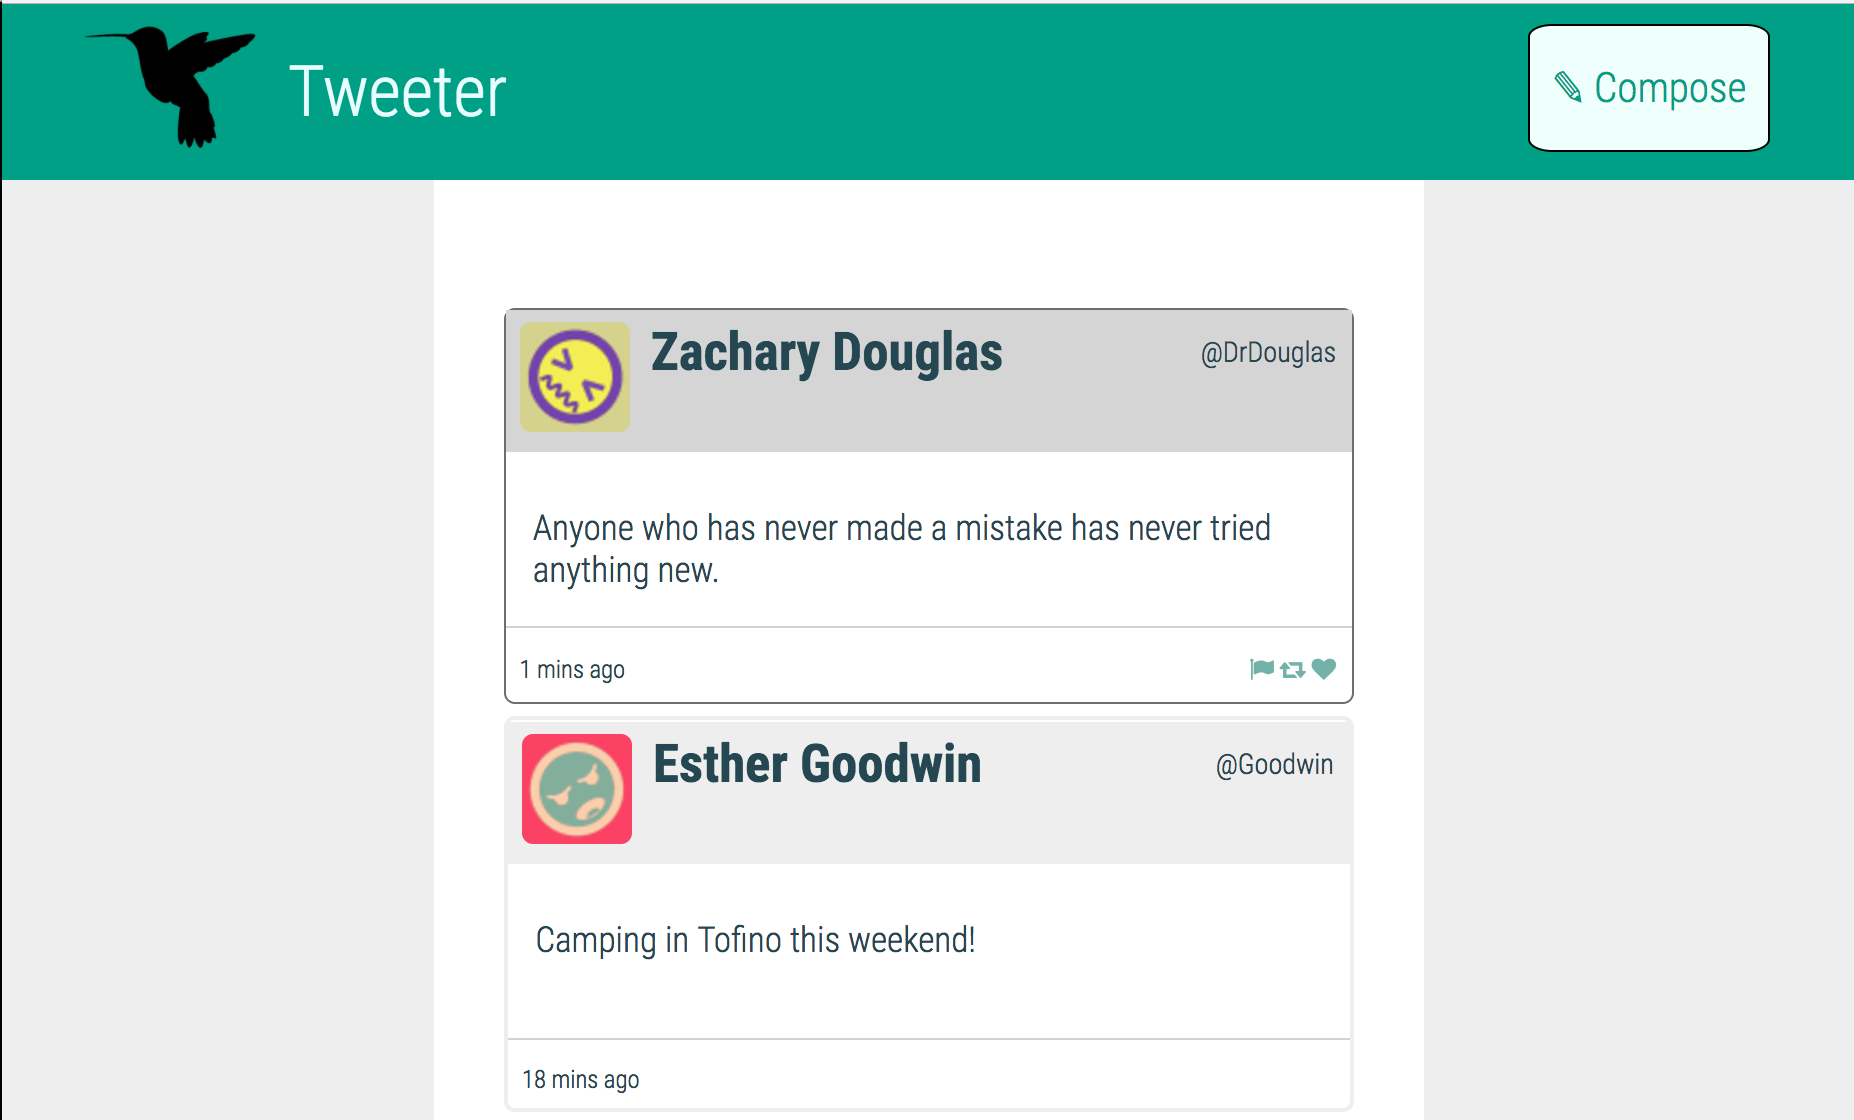 Tweeter
✎ Compose
Zachary Douglas
@DrDouglas
Anyone who has never made a mistake has never tried
anything new.
1 mins ago
Esther Goodwin
@Goodwin
Camping in Tofino this weekend!
18 mins ago